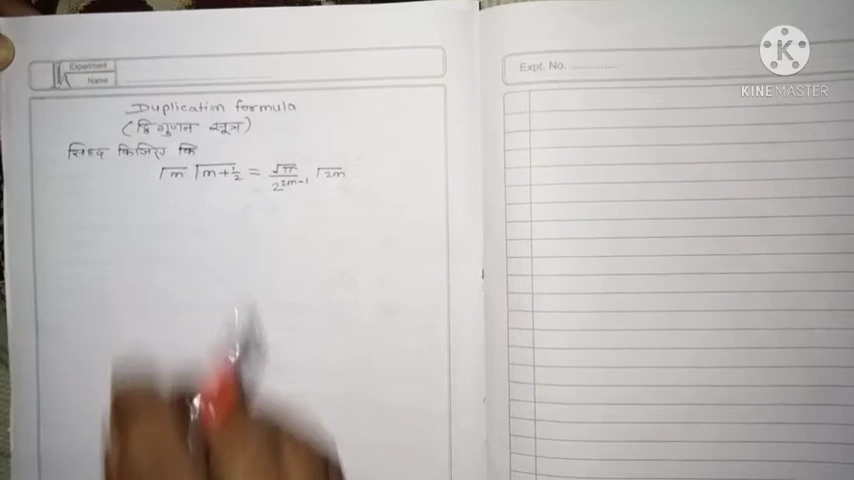 Experiment
Name
Duplication formula
(द्विगुणन सूत्र)
सिध्द किजिए कि
Γm Γm+1/2 = √π/2^2m-1 Γ2m
Expt. No. ..............
K
KINEMASTER